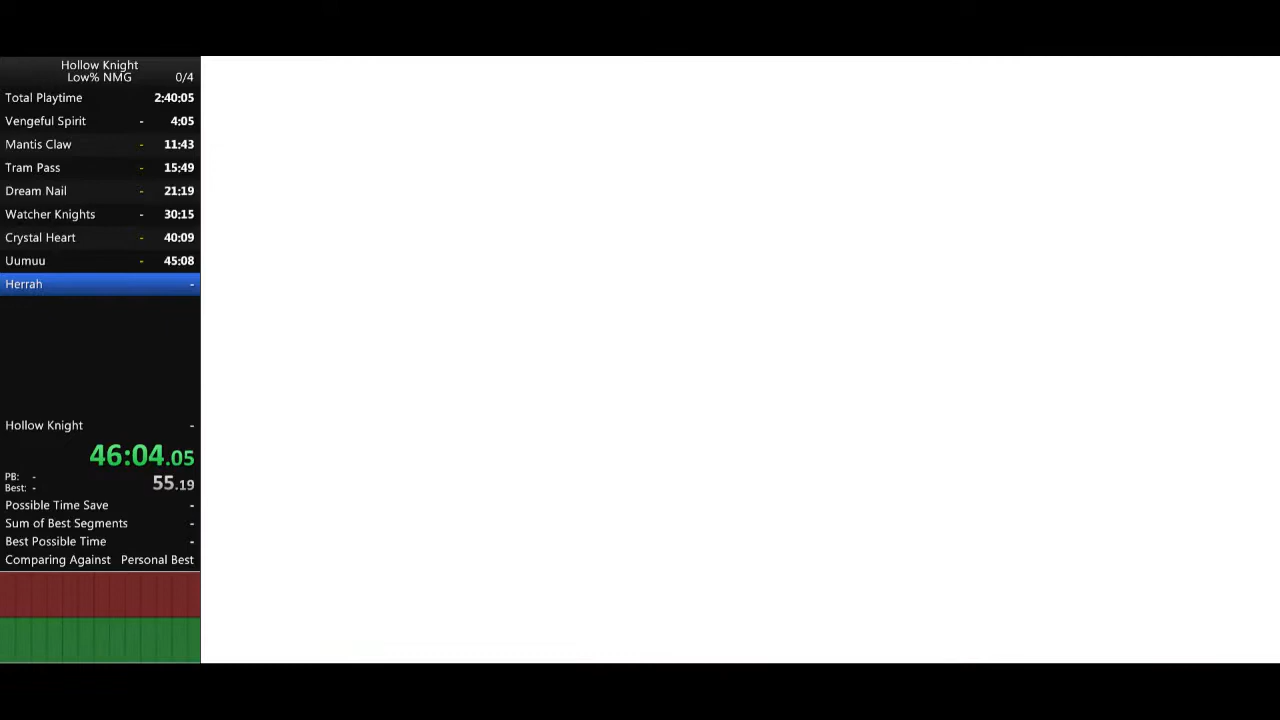 Hollow Knight
Low% NMG 0/4
Total Playtime 2:40:05
Vengeful Spirit - 4:05
Mantis Claw - 11:43
Tram Pass - 15:49
Dream Nail - 21:19
Watcher Knights - 30:15
Crystal Heart - 40:09
Uumuu - 45:08
Herrah -
Hollow Knight -
46:04.05
PB: -
Best: - 55.19
Possible Time Save -
Sum of Best Segments -
Best Possible Time -
Comparing Against Personal Best